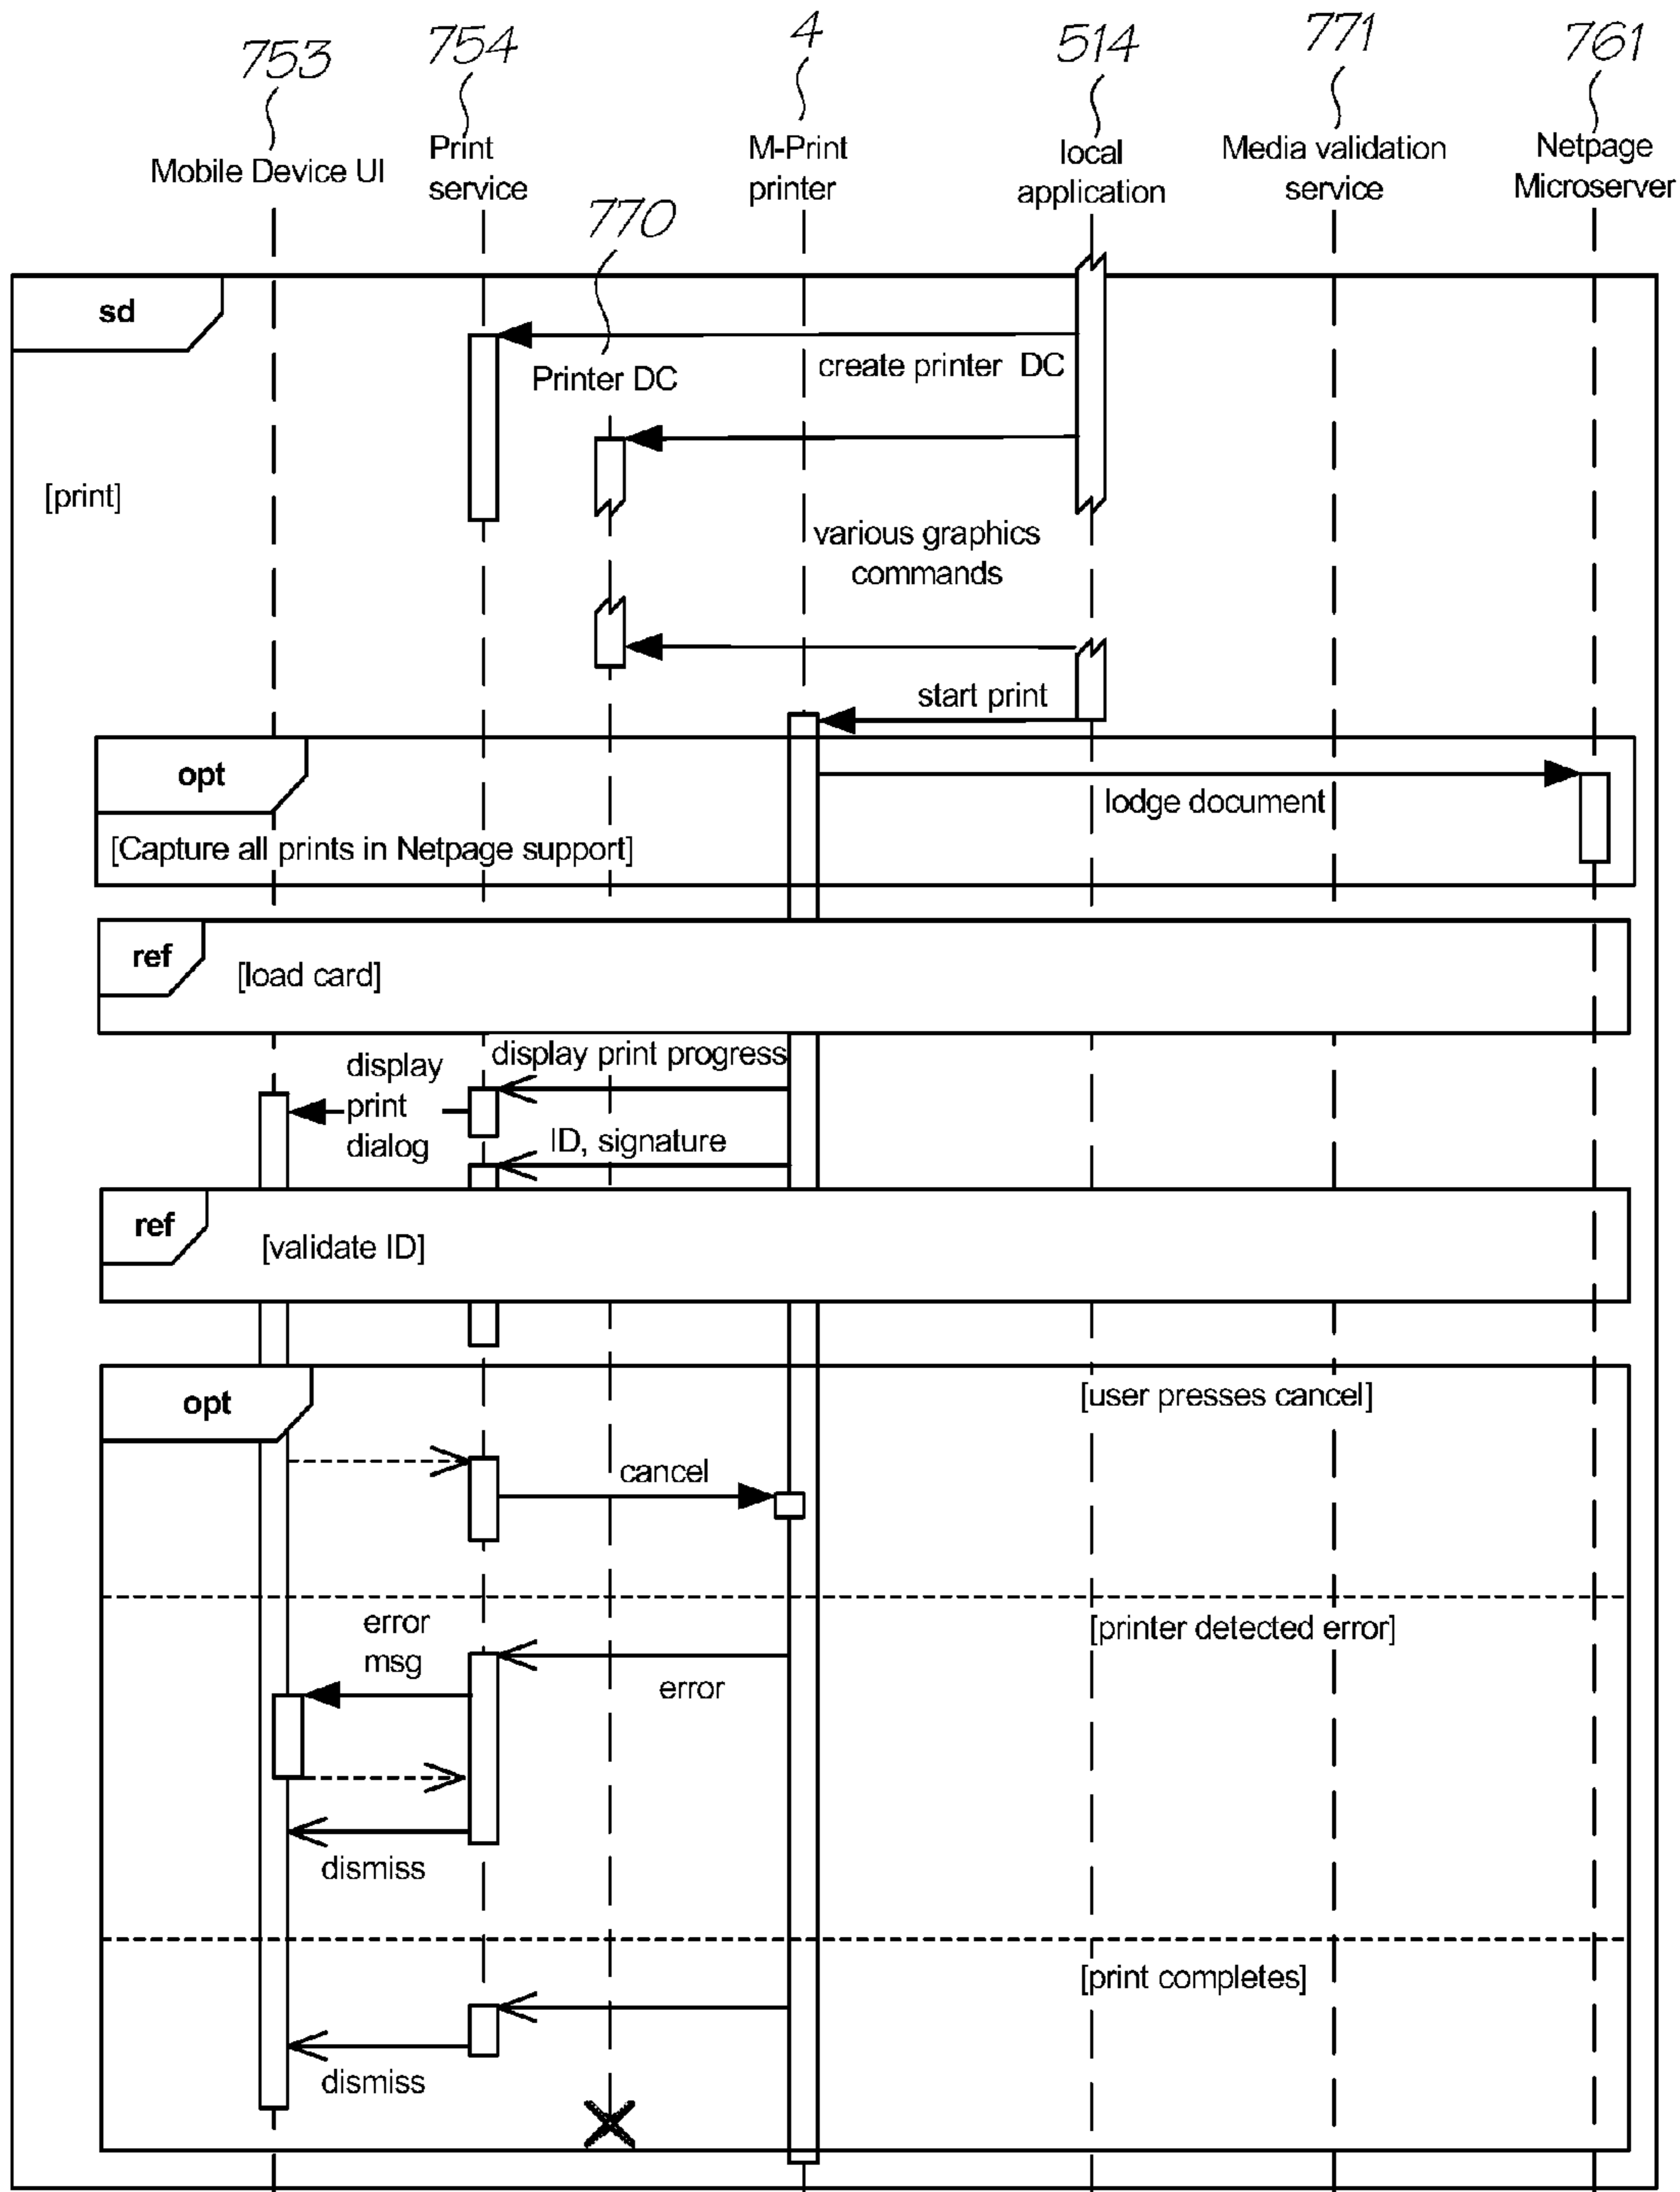 753
754
4
514
771
761
Mobile Device UI
Print
service
M-Print
printer
local
application
Media validation
service
Netpage
Microserver
770
sd
create printer DC
Printer DC
[print]
various graphics
commands
start print
opt
lodge document
[Capture all prints in Netpage support]
ref
[load card]
display print progress
display
print
dialog
ID, signature
ref
[validate ID]
opt
[user presses cancel]
cancel
[printer detected error]
error
msg
error
dismiss
[print completes]
dismiss